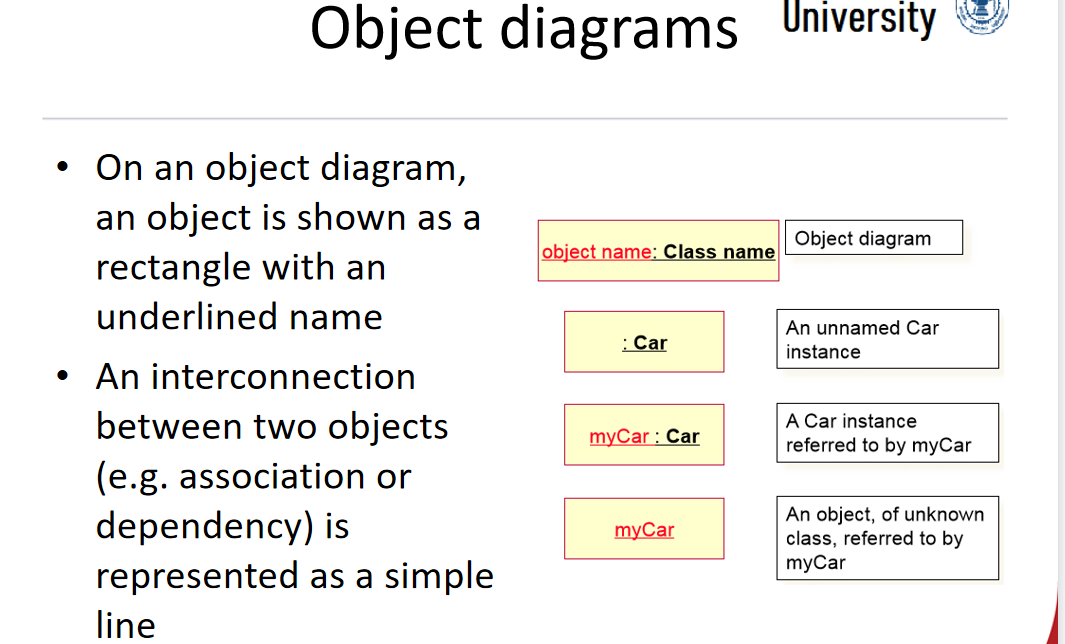 Object diagrams
University
• On an object diagram,
an object is shown as a
rectangle with an
underlined name
• An interconnection
between two objects
(e.g. association or
dependency) is
represented as a simple
line
object name: Class name
Object diagram
: Car
An unnamed Car
instance
myCar : Car
A Car instance
referred to by myCar
myCar
An object, of unknown
class, referred to by
myCar